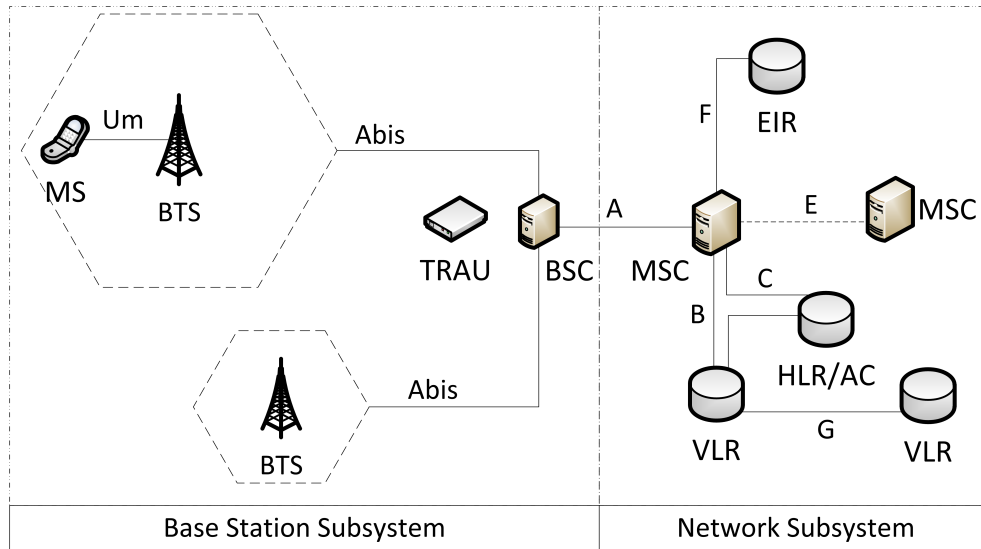 EIR
F
Um
Abis
MS
BTS
A
E
MSC
TRAU
BSC
MSC
C
B
HLR/AC
Abis
G
BTS
VLR
VLR
Base Station Subsystem
Network Subsystem